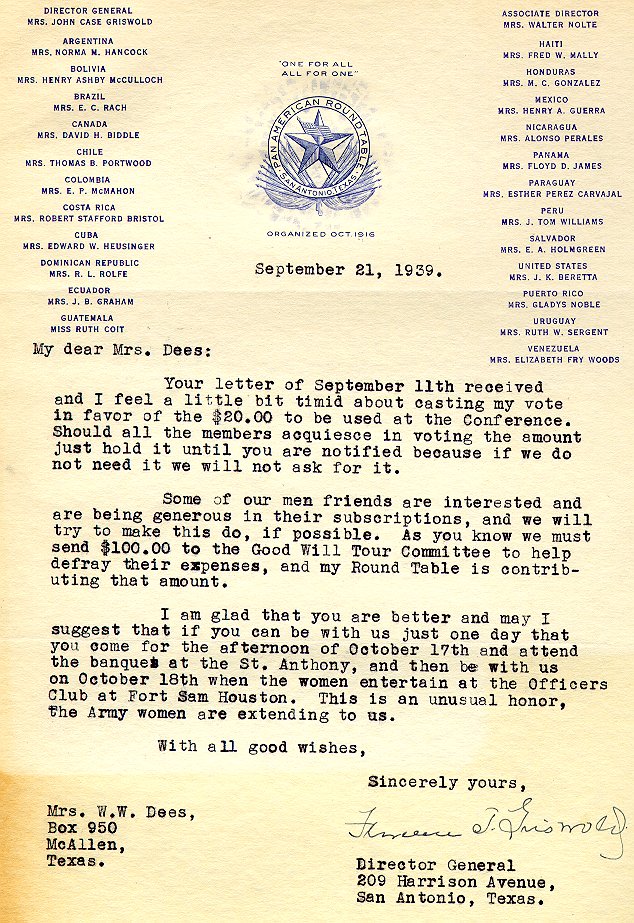 DIRECTOR GENERAL
MRS. JOHN CASE GRISWOLD
ARGENTINA
MRS. NORMA M. HANCOCK
BOLIVIA
MRS. HENRY ASHBY McCULLOCH
BRAZIL
MRS. E. C. RACH
CANADA
MRS. DAVID H. BIDDLE
CHILE
MRS. THOMAS B. PORTWOOD
COLOMBIA
MRS. E. P. McMAHON
COSTA RICA
MRS. ROBERT STAFFORD BRISTOL
CUBA
MRS. EDWARD W. HEUSINGER
DOMINICAN REPUBLIC
MRS. R. L. ROLFE
ECUADOR
MRS. J. B. GRAHAM
GUATEMALA
MISS RUTH COIT
"ONE FOR ALL
ALL FOR ONE"
PAN AMERICAN ROUND TABLE
SAN ANTONIO, TEXAS
ORGANIZED OCT. 1916
ASSOCIATE DIRECTOR
MRS. WALTER NOLTE
HAITI
MRS. FRED W. MALLY
HONDURAS
MRS. M. C. GONZALEZ
MEXICO
MRS. HENRY A. GUERRA
NICARAGUA
MRS. ALONSO PERALES
PANAMA
MRS. FLOYD D. JAMES
PARAGUAY
MRS. ESTHER PEREZ CARVAJAL
PERU
MRS. J. TOM WILLIAMS
SALVADOR
MRS. E. A. HOLMGREEN
UNITED STATES
MRS. J. K. BERETTA
PUERTO RICO
MRS. GLADYS NOBLE
URUGUAY
MRS. RUTH W. SERGENT
VENEZUELA
MRS. ELIZABETH FRY WOODS
September 21, 1939.
My dear Mrs. Dees:
Your letter of September 11th received
and I feel a little bit timid about casting my vote
in favor of the $20.00 to be used at the Conference.
Should all the members acquiesce in voting the amount
just hold it until you are notified because if we do
not need it we will not ask for it.
Some of our men friends are interested and
are being generous in their subscriptions, and we will
try to make this do, if possible. As you know we must
send $100.00 to the Good Will Tour Committee to help
defray their expenses, and my Round Table is contrib-
uting that amount.
I am glad that you are better and may I
suggest that if you can be with us just one day that
you come for the afternoon of October 17th and attend
the banquet at the St. Anthony, and then be with us
on October 18th when the women entertain at the Officers
Club at Fort Sam Houston. This is an unusual honor,
the Army women are extending to us.
With all good wishes,
Sincerely yours,
Florence T. Griswold
Director General
209 Harrison Avenue,
San Antonio, Texas.
Mrs. W.W. Dees,
Box 950
McAllen,
Texas.